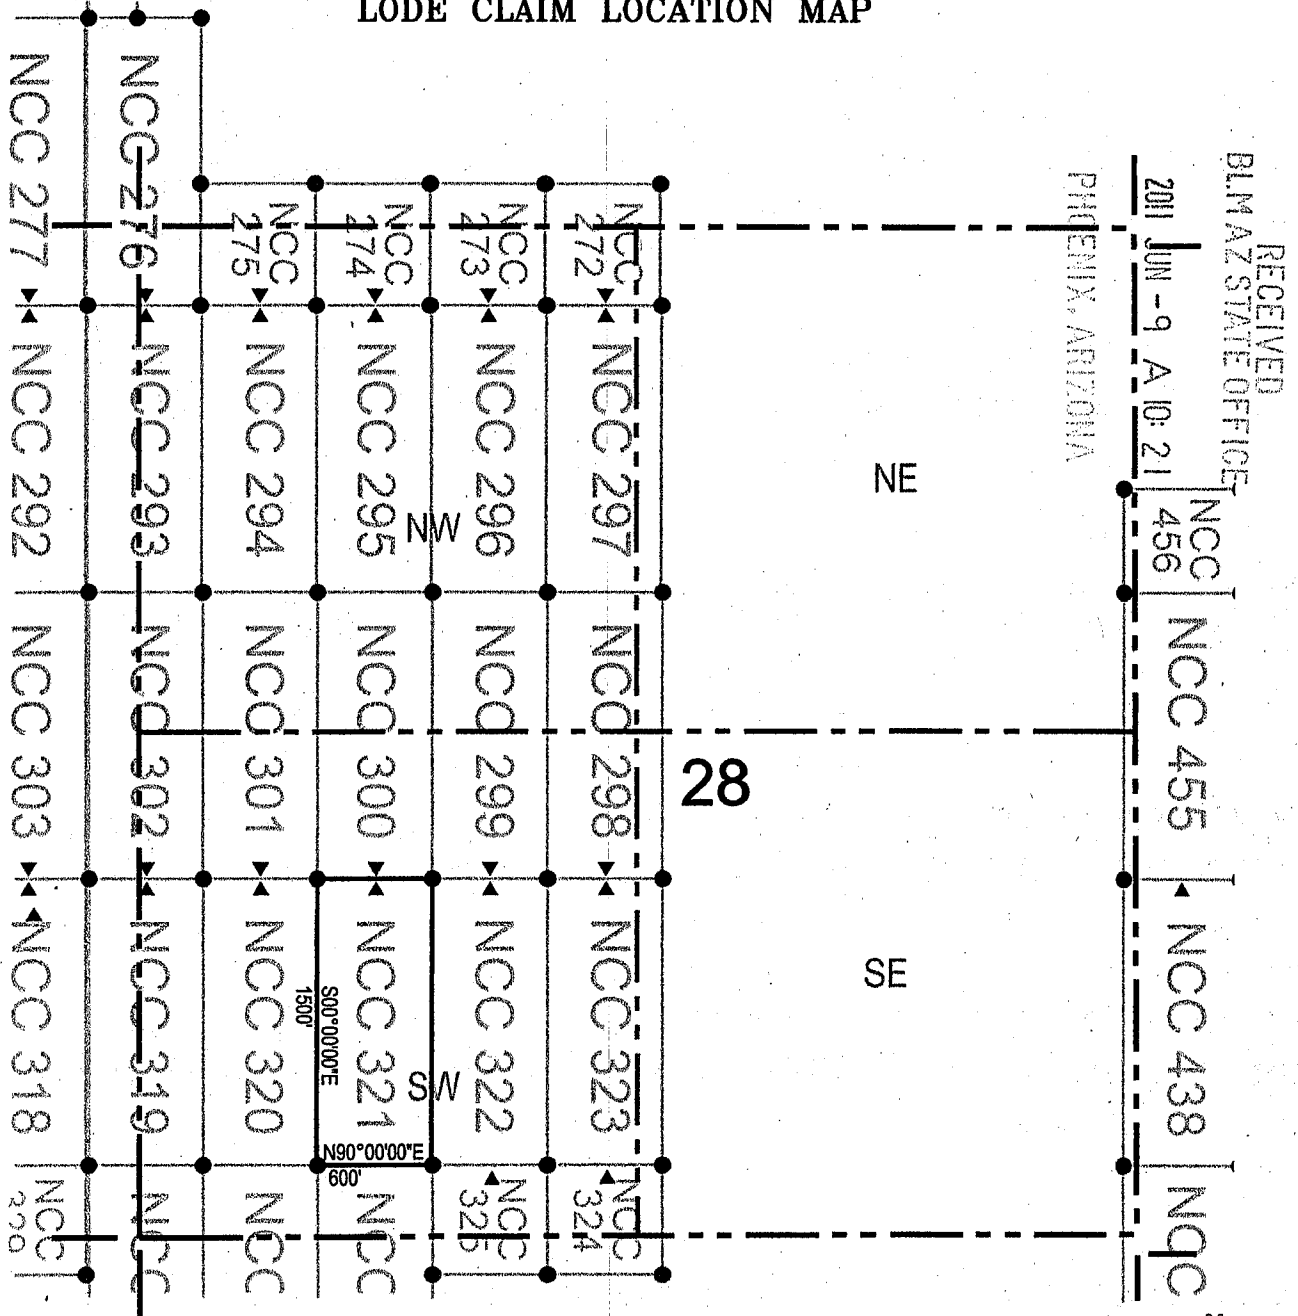 LODE CLAIM LOCATION MAP
RECEIVED
BLM AZ STATE OFFICE
2011 JUN -9 A 10: 21
PHOENIX, ARIZONA
NCC 277
NCC 276
NCC
275
NCC
274
NCC
273
NCC
272
NCC 292
NCC 293
NCC 294
NCC 295
NW
NCC 296
NCC 297
NE
NCC
456
NCC 303
NCC 302
NCC 301
NCC 300
NCC 299
NCC 298
28
NCC 455
NCC 318
NCC 319
NCC 320
S00°00'00"E
1500'
NCC 321
SW
NCC 322
NCC 323
SE
NCC 438
N90°00'00"E
600'
NCC
NCC
NCC
NCC
NCC
325
NCC
324
NCC